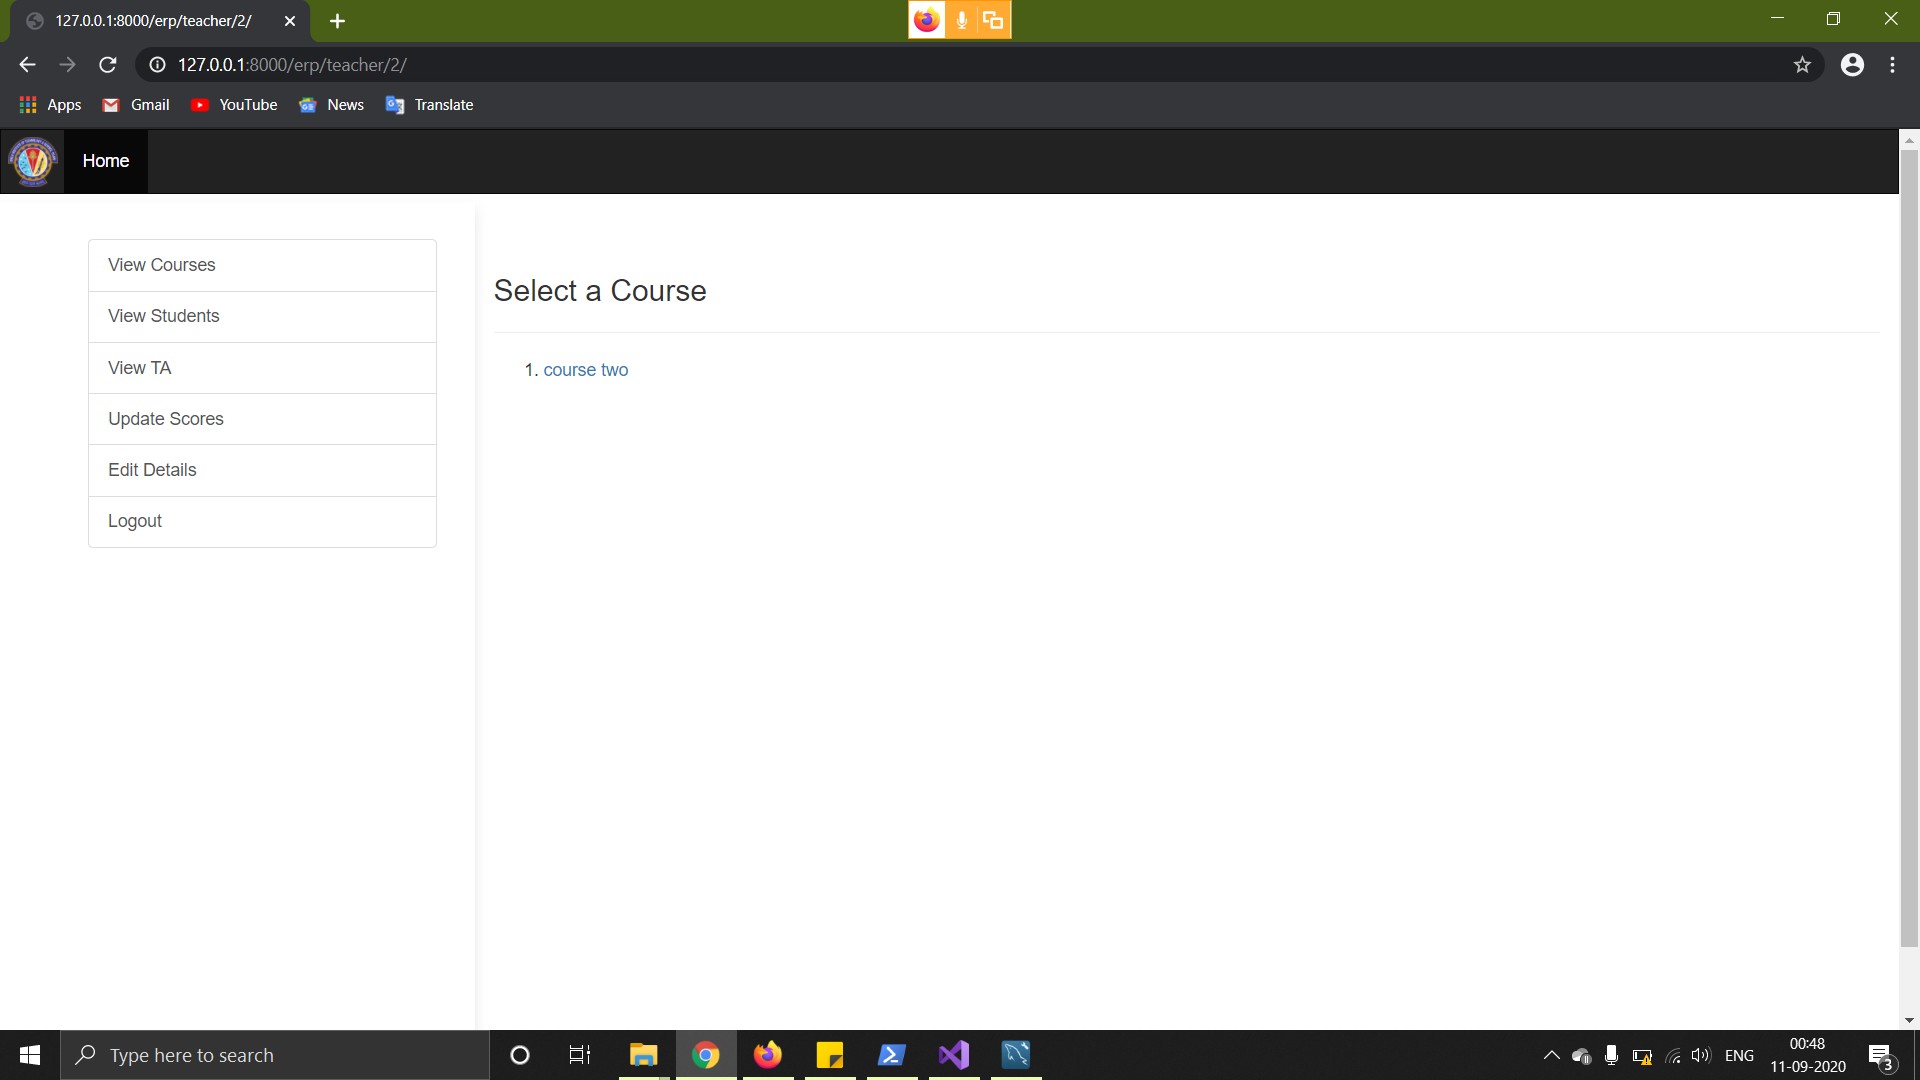 127.0.0.1:8000/erp/teacher/2/
127.0.0.1:8000/erp/teacher/2/
Apps Gmail YouTube News Translate
Home
View Courses
View Students
View TA
Update Scores
Edit Details
Logout
Select a Course
1. course two
Type here to search
ENG
00:48
11-09-2020
3